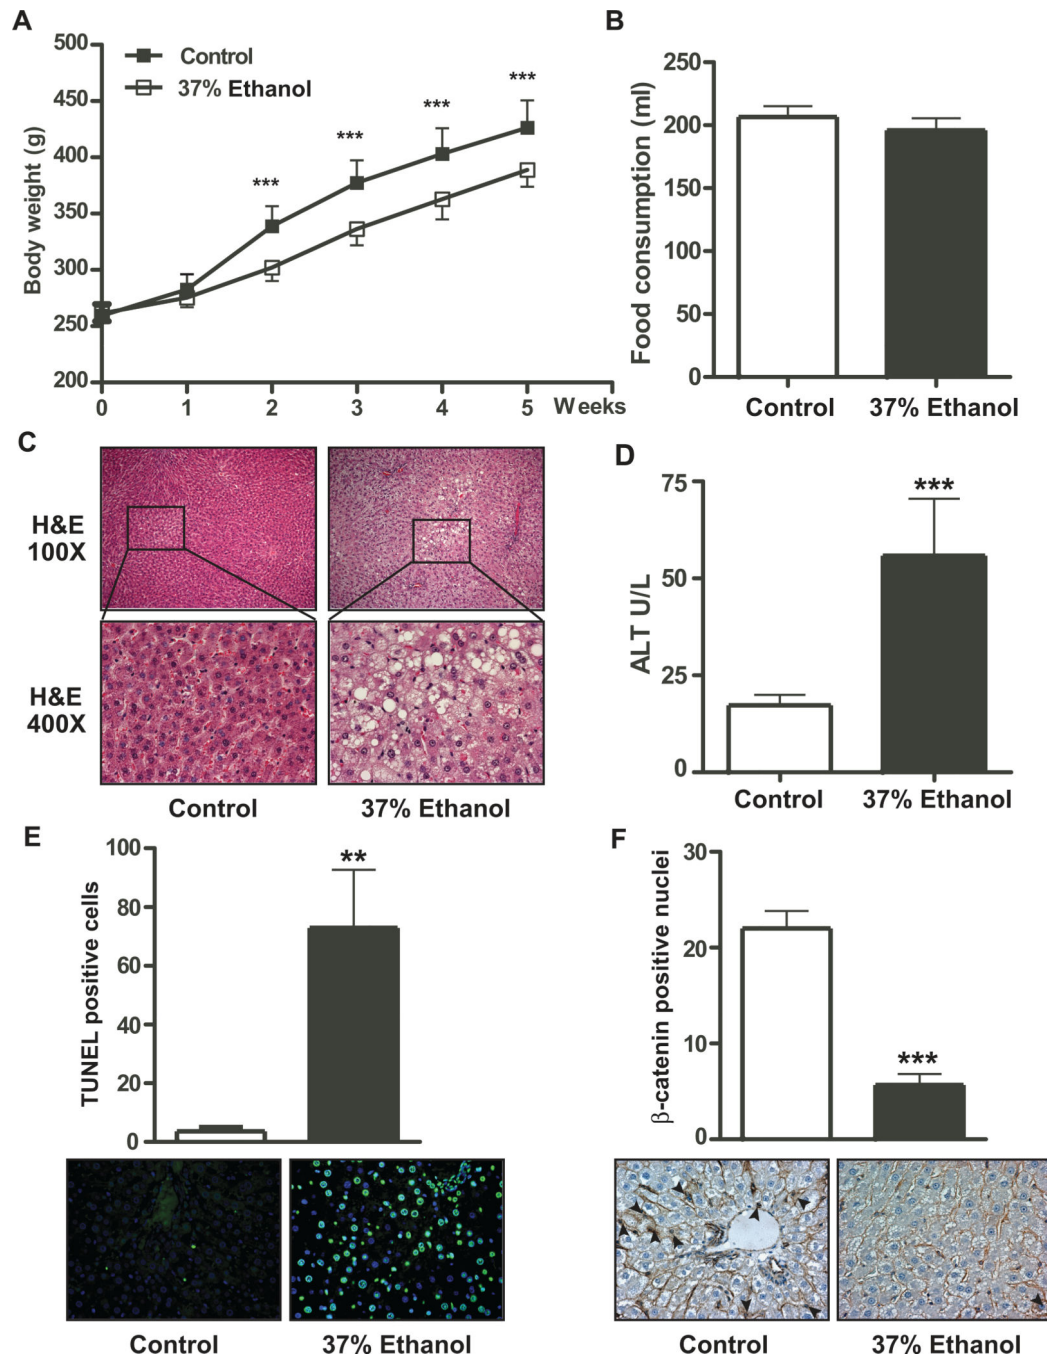 A
500
450
400
350
300
250
200
Body weight (g)
Control
37% Ethanol
***
***
***
***
0 1 2 3 4 5 Weeks
B
250
200
150
100
50
0
Food consumption (ml)
Control 37% Ethanol
C
H&E
100X
H&E
400X
Control 37% Ethanol
D
75
50
25
0
ALT U/L
***
Control 37% Ethanol
E
100
80
60
40
20
0
TUNEL positive cells
**
Control 37% Ethanol
F
30
20
10
0
β-catenin positive nuclei
***
Control 37% Ethanol